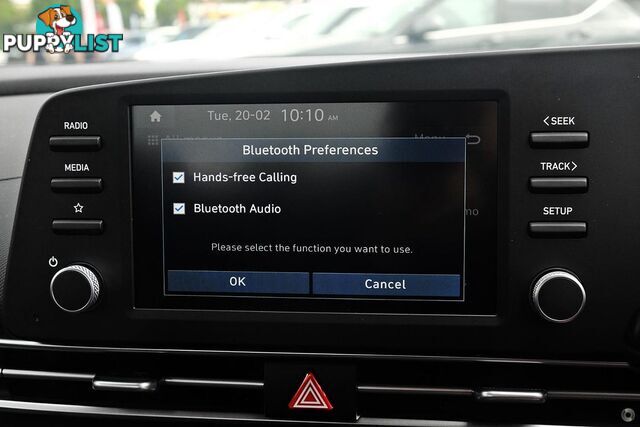 PUPPYLIST
RADIO
MEDIA
Tue, 20-02 10:10 AM
Menu
Bluetooth Preferences
Hands-free Calling
Bluetooth Audio
Please select the function you want to use.
OK
Cancel
<SEEK
TRACK>
SETUP